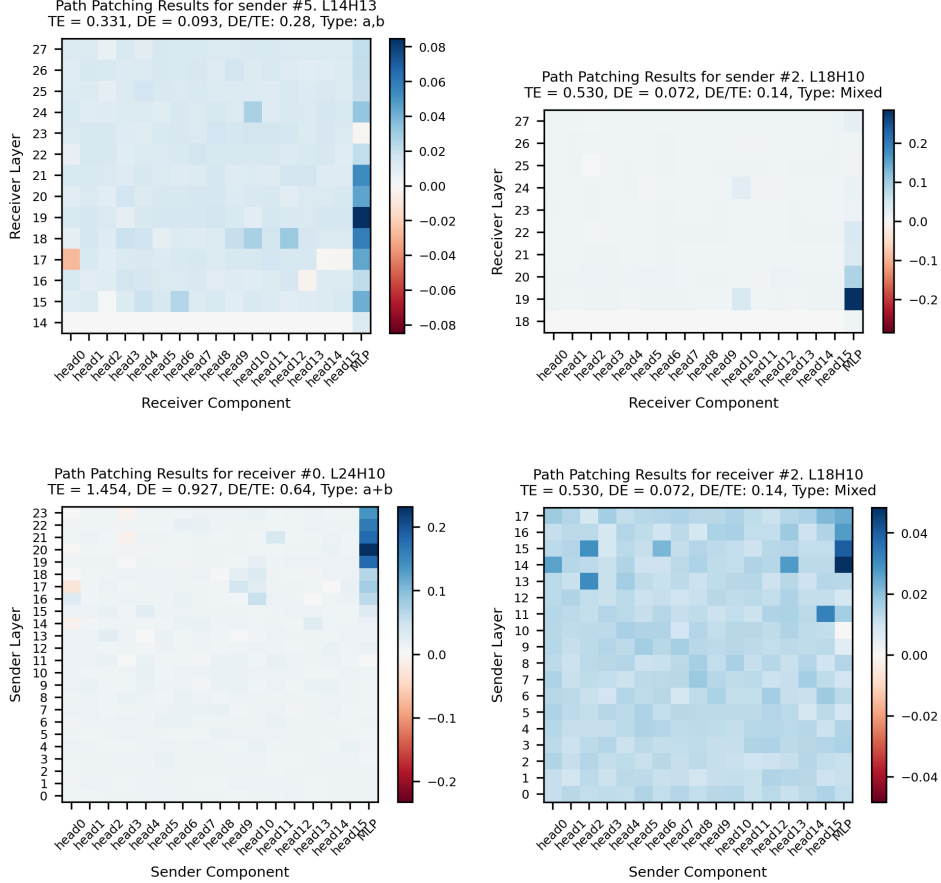 Path Patching Results for sender #5. L14H13
TE = 0.331, DE = 0.093, DE/TE: 0.28, Type: a,b
27
26
25
24
23
22
21
20
19
18
17
16
15
14
Receiver Layer
head0
head1
head2
head3
head4
head5
head6
head7
head8
head9
head10
head11
head12
head13
head14
head15
MLP
Receiver Component
0.08
0.06
0.04
0.02
0.00
−0.02
−0.04
−0.06
−0.08
Path Patching Results for sender #2. L18H10
TE = 0.530, DE = 0.072, DE/TE: 0.14, Type: Mixed
27
26
25
24
23
22
21
20
19
18
Receiver Layer
head0
head1
head2
head3
head4
head5
head6
head7
head8
head9
head10
head11
head12
head13
head14
head15
MLP
Receiver Component
0.2
0.1
0.0
−0.1
−0.2
Path Patching Results for receiver #0. L24H10
TE = 1.454, DE = 0.927, DE/TE: 0.64, Type: a+b
23
22
21
20
19
18
17
16
15
14
13
12
11
10
9
8
7
6
5
4
3
2
1
0
Sender Layer
head0
head1
head2
head3
head4
head5
head6
head7
head8
head9
head10
head11
head12
head13
head14
head15
MLP
Sender Component
0.2
0.1
0.0
−0.1
−0.2
Path Patching Results for receiver #2. L18H10
TE = 0.530, DE = 0.072, DE/TE: 0.14, Type: Mixed
17
16
15
14
13
12
11
10
9
8
7
6
5
4
3
2
1
0
Sender Layer
head0
head1
head2
head3
head4
head5
head6
head7
head8
head9
head10
head11
head12
head13
head14
head15
MLP
Sender Component
0.04
0.02
0.00
−0.02
−0.04